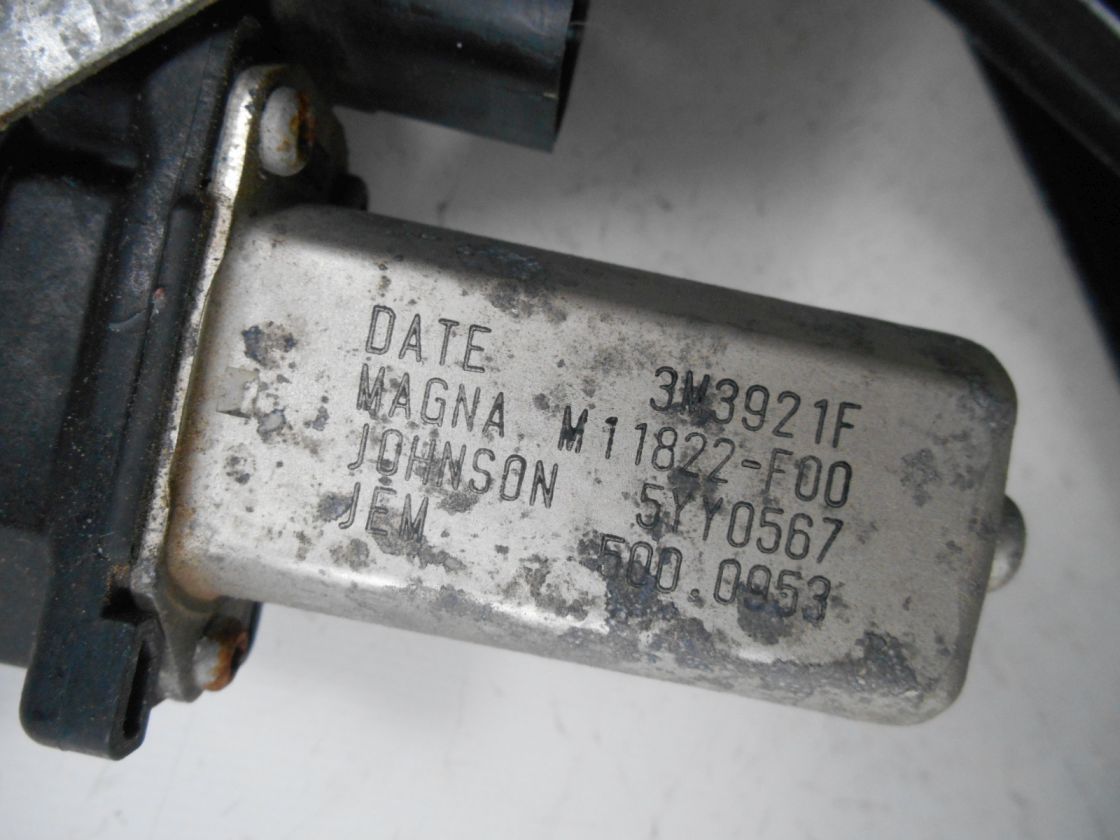 DATE 3M3921F
MAGNA M11822-F00
JOHNSON 5YY0567
JEM 500.0953